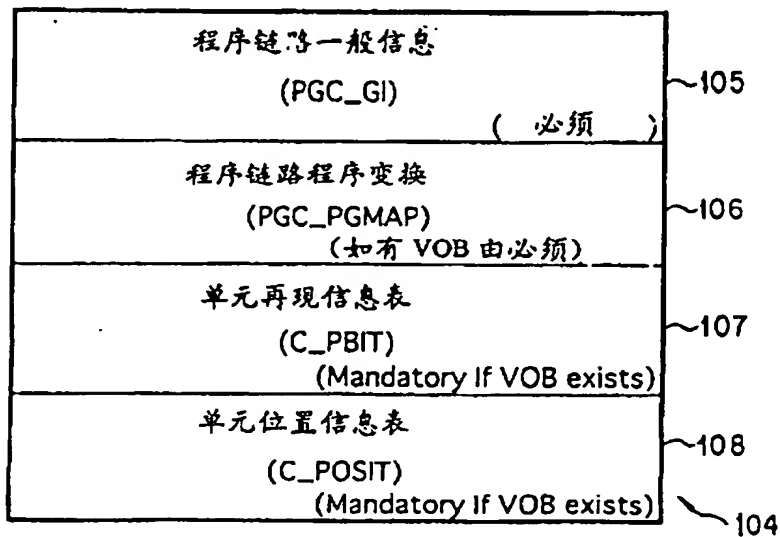 程序链路一般信息
(PGC_GI)
105
( 必须 )
程序链路程序变换
(PGC_PGMAP)
106
(如有 VOB 由必须)
单元再现信息表
(C_PBIT)
107
(Mandatory If VOB exists)
单元位置信息表
108
(C_POSIT)
(Mandatory If VOB exists)
104